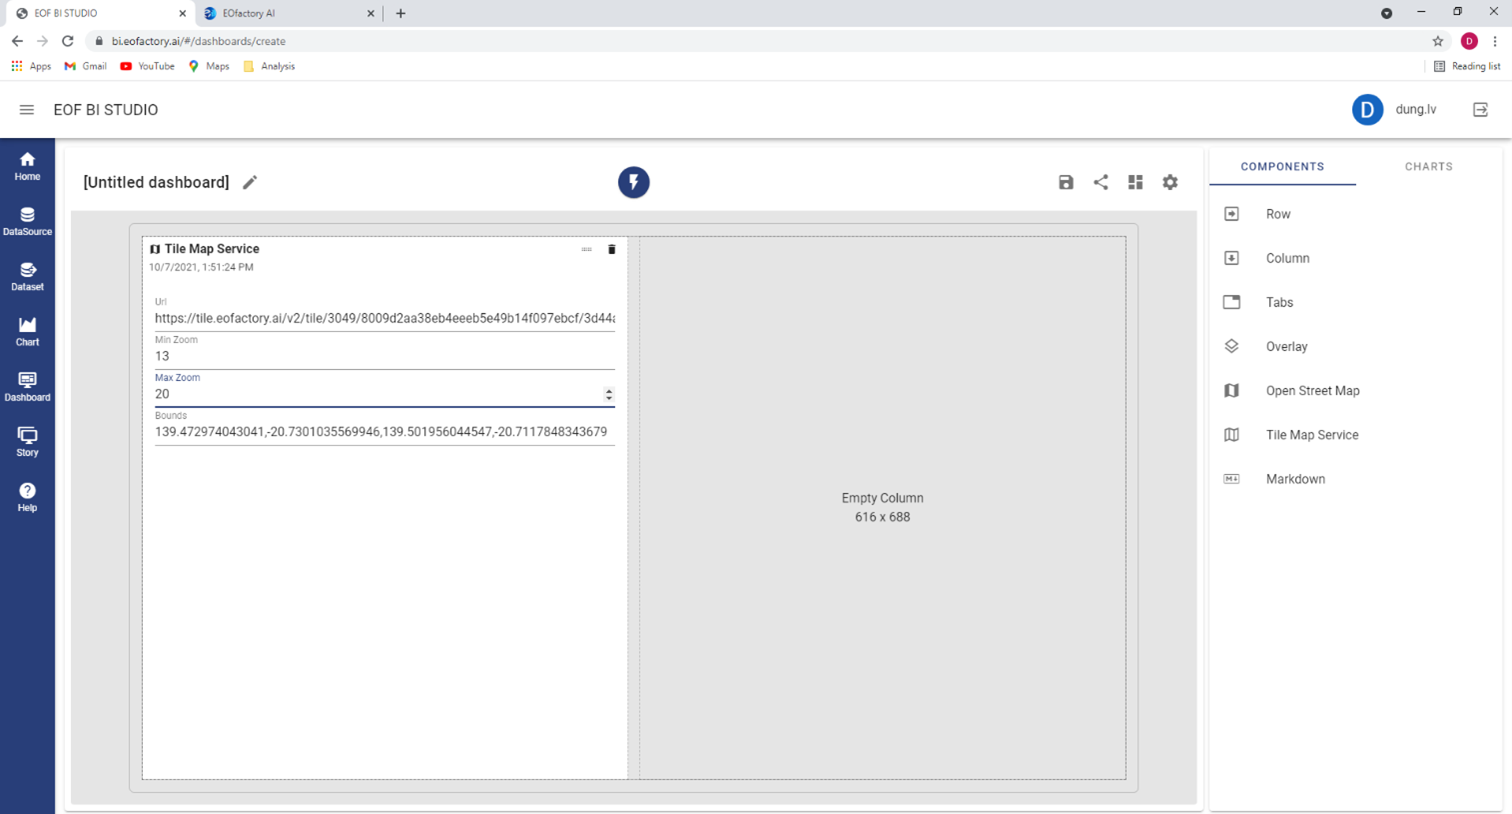 EOF BI STUDIO
EOfactory AI
bi.eofactory.ai/#/dashboards/create
D
Apps
Gmail
YouTube
Maps
Analysis
Reading list
EOF BI STUDIO
D
dung.lv
Home
DataSource
Dataset
Chart
Dashboard
Story
Help
[Untitled dashboard]
Tile Map Service
10/7/2021, 1:51:24 PM
Url
https://tile.eofactory.ai/v2/tile/3049/8009d2aa38eb4eeeb5e49b14f097ebcf/3d44a
Min Zoom
13
Max Zoom
20
Bounds
139.472974043041,-20.7301035569946,139.501956044547,-20.7117848343679
Empty Column
616 x 688
COMPONENTS
CHARTS
Row
Column
Tabs
Overlay
Open Street Map
Tile Map Service
Markdown